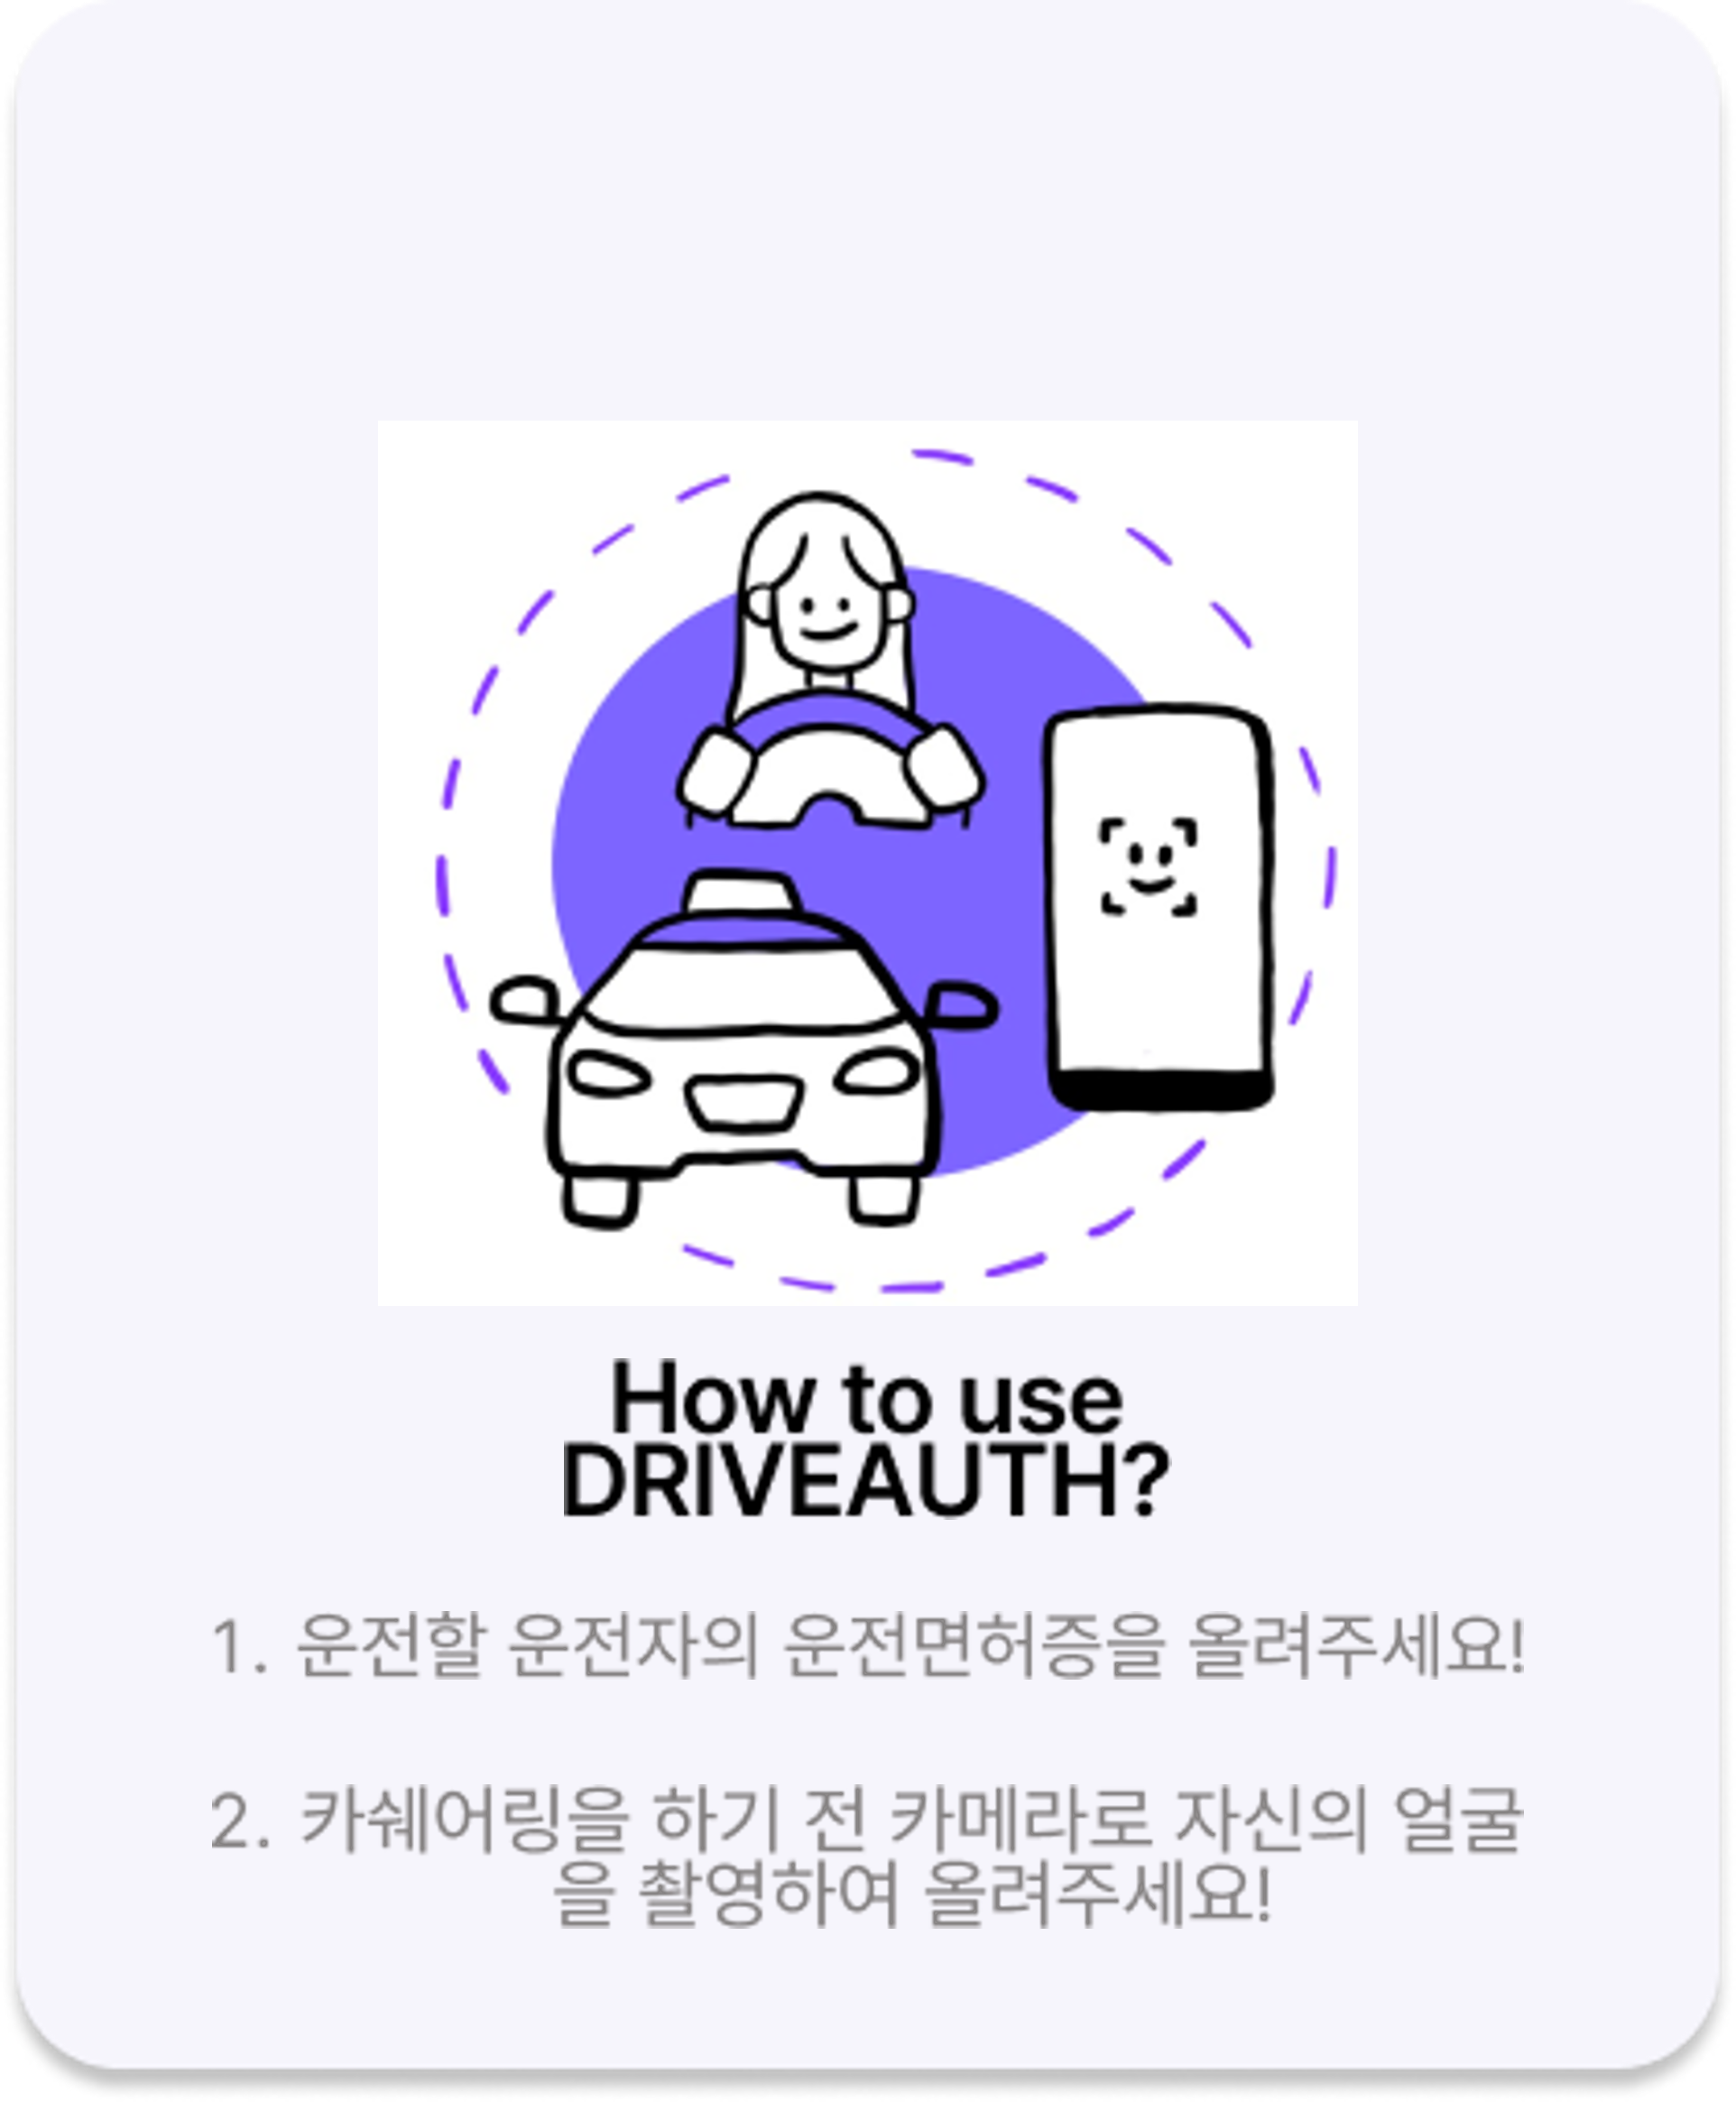 How to use
DRIVEAUTH?
1. 운전할 운전자의 운전면허증을 올려주세요!
2. 카쉐어링을 하기 전 카메라로 자신의 얼굴
을 촬영하여 올려주세요!